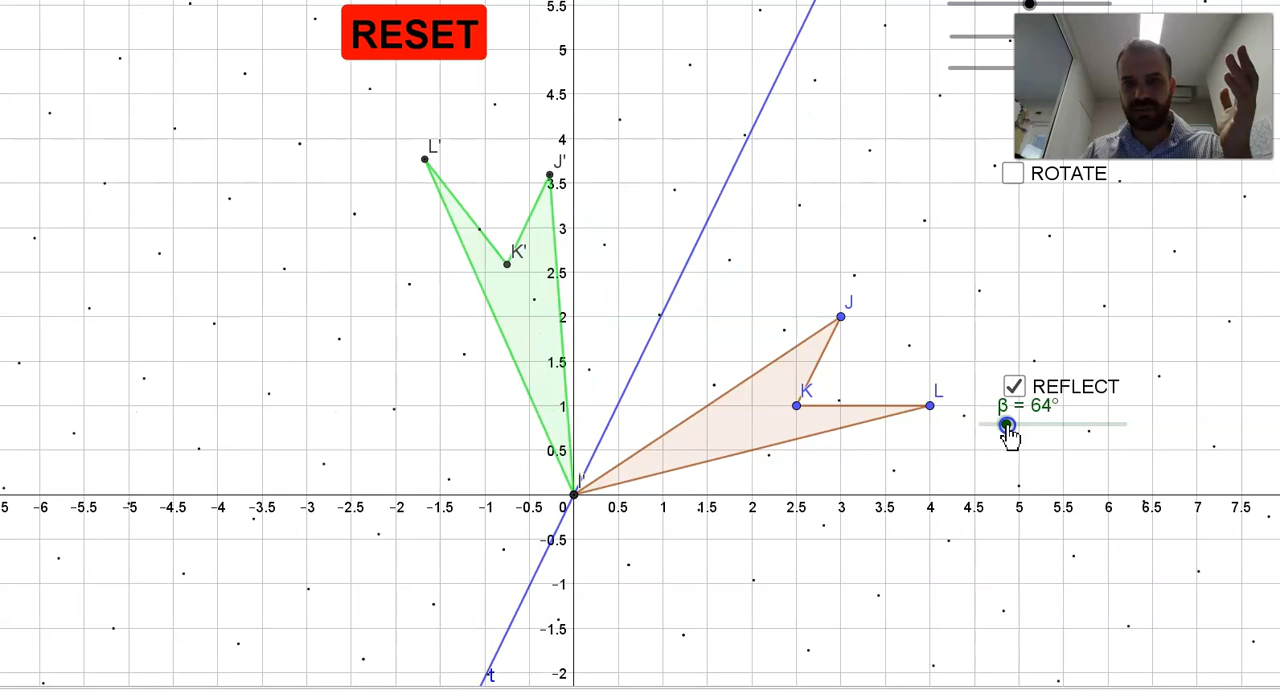 RESET
5.5
5
4.5
4
3.5
3
2.5
2
1.5
1
0.5
L'
J'
K'
J
K
L
I'
ROTATE
REFLECT
β = 64°
5 -6 -5.5 -5 -4.5 -4 -3.5 -3 -2.5 -2 -1.5 -1 -0.5 0 0.5 1 1.5 2 2.5 3 3.5 4 4.5 5 5.5 6 6.5 7 7.5
-0.5
-1
-1.5
-2
t